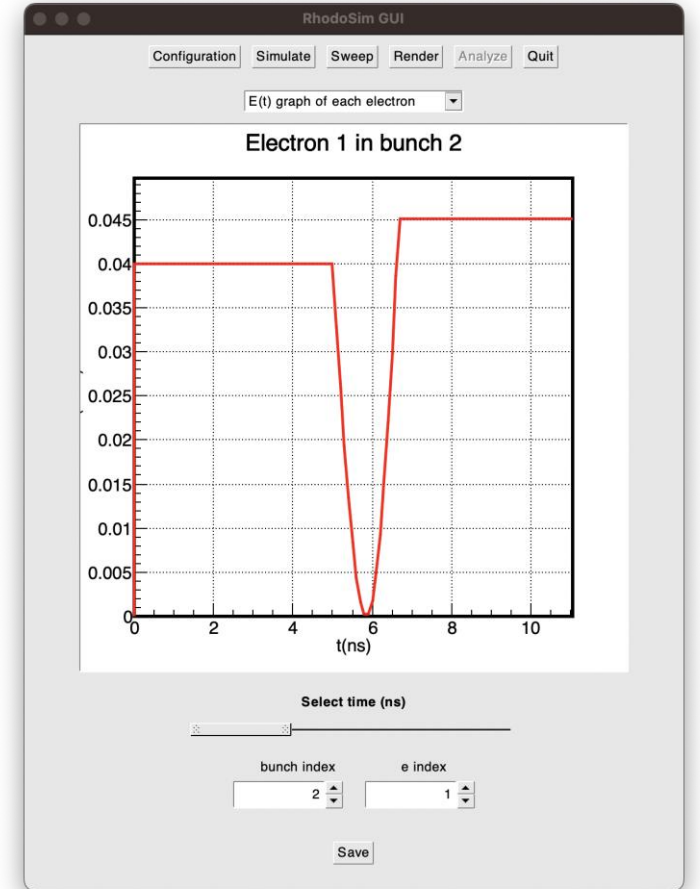 RhodoSim GUI
Configuration Simulate Sweep Render Analyze Quit
E(t) graph of each electron
Electron 1 in bunch 2
0.045
0.04
0.035
0.03
0.025
0.02
0.015
0.01
0.005
0
0 2 4 6 8 10
t(ns)
Select time (ns)
bunch index e index
2 1
Save